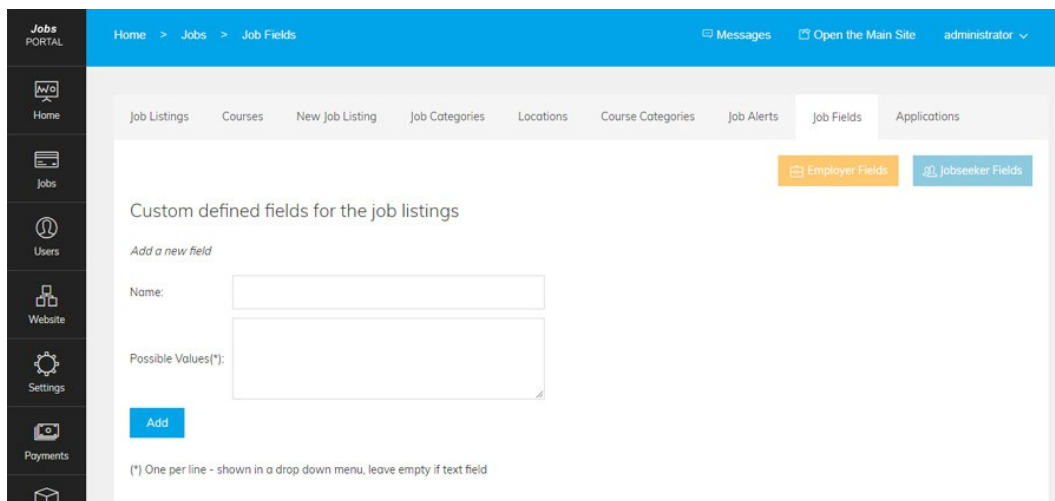 Jobs
PORTAL
Home > Jobs > Job Fields
Messages
Open the Main Site
administrator
Home
Jobs
Users
Website
Settings
Payments
Job Listings
Courses
New Job Listing
Job Categories
Locations
Course Categories
Job Alerts
Job Fields
Applications
Employer Fields
Jobseeker Fields
Custom defined fields for the job listings
Add a new field
Name:
Possible Values(*):
Add
(*) One per line - shown in a drop down menu, leave empty if text field